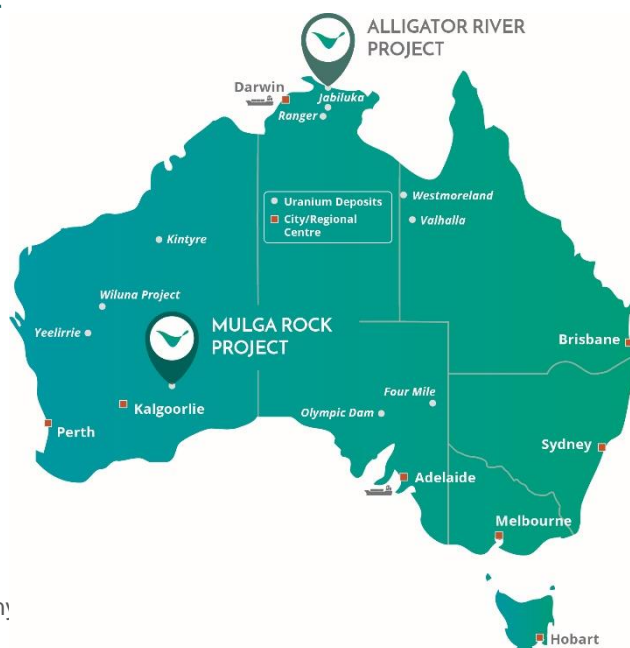 ALLIGATOR RIVER
PROJECT
Darwin
Jabiluka
Ranger
Uranium Deposits
City/Regional
Centre
Westmoreland
Valhalla
Kintyre
Wiluna Project
Yeelirrie
MULGA ROCK
PROJECT
Brisbane
Four Mile
Olympic Dam
Kalgoorlie
Perth
Sydney
Adelaide
Melbourne
Hobart